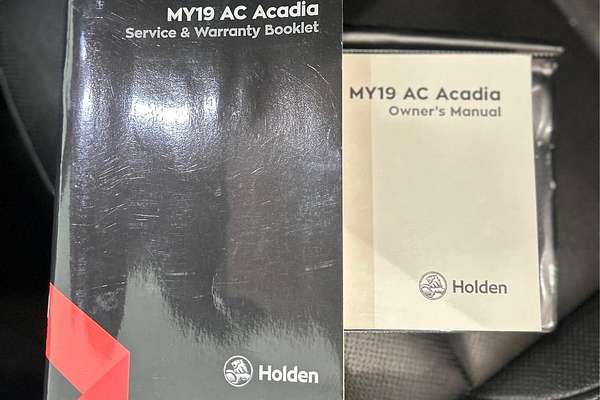 MY19 AC Acadia
Service & Warranty Booklet
Holden
MY19 AC Acadia
Owner's Manual
Holden